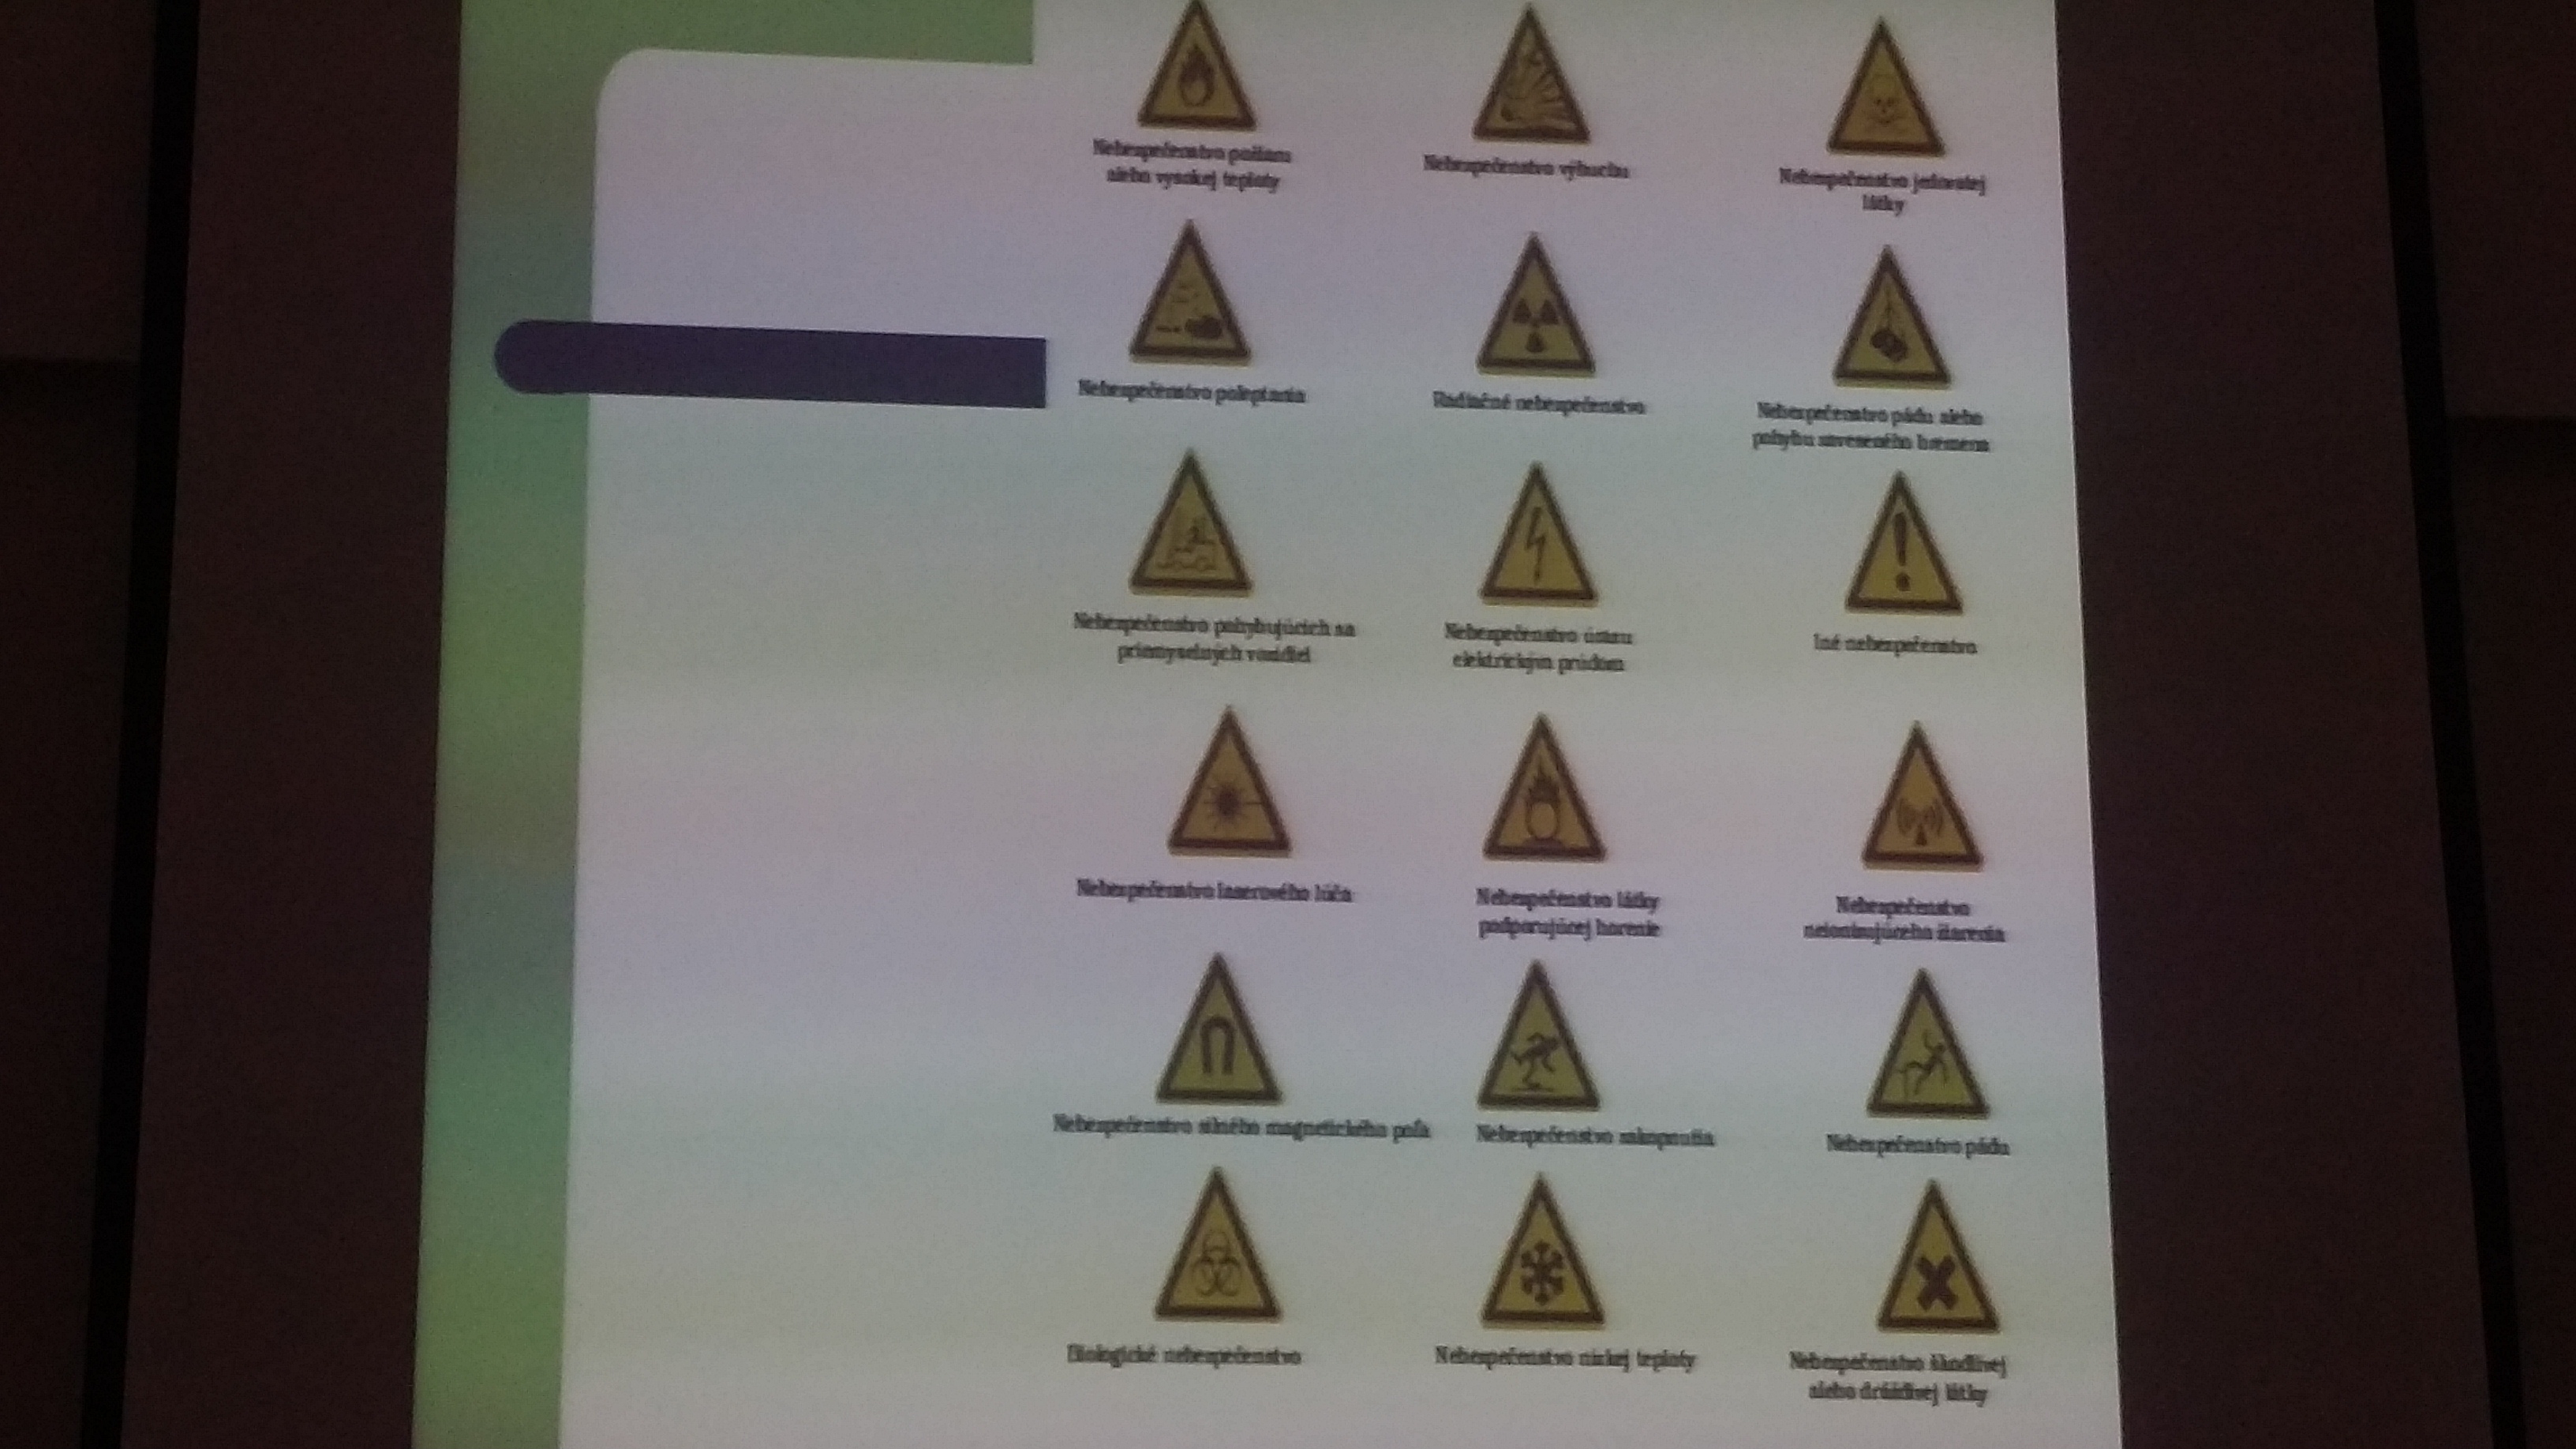 Nebezpečenstvo požiaru
alebo vysokej teploty
Nebezpečenstvo výbuchu
Nebezpečenstvo jedovatej
látky
Nebezpečenstvo poleptania
Radiačné nebezpečenstvo
Nebezpečenstvo pádu alebo
pohybu zaveseného bremena
Nebezpečenstvo pohybujúcich sa
priemyselných vozidiel
Nebezpečenstvo úrazu
elektrickým prúdom
Iné nebezpečenstvo
Nebezpečenstvo laserového lúča
Nebezpečenstvo látky
podporujúcej horenie
Nebezpečenstvo
neionizujúceho žiarenia
Nebezpečenstvo silného magnetického poľa
Nebezpečenstvo zakopnutia
Nebezpečenstvo pádu
Biologické nebezpečenstvo
Nebezpečenstvo nízkej teploty
Nebezpečenstvo škodlivej
alebo dráždivej látky